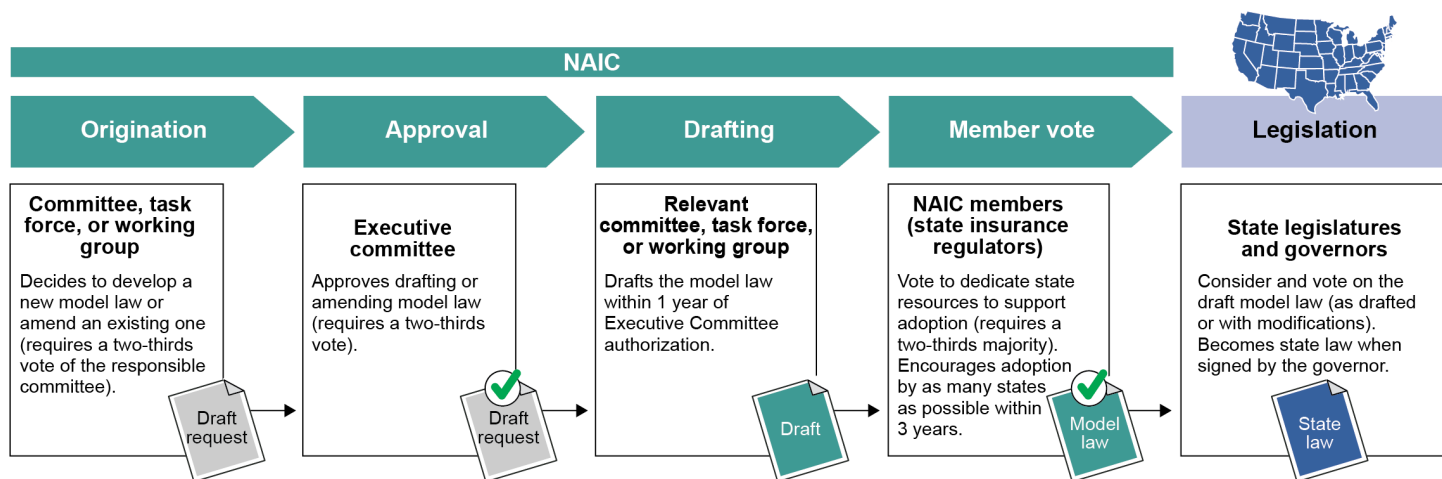 NAIC
Origination
Approval
Drafting
Member vote
Legislation
Committee, task
force, or working
group
Decides to develop a
new model law or
amend an existing one
(requires a two-thirds
vote of the responsible
committee).
Draft
request
Executive
committee
Approves drafting or
amending model law
(requires a two-thirds
vote).
Draft
request
Relevant
committee, task force,
or working group
Drafts the model law
within 1 year of
Executive Committee
authorization.
Draft
NAIC members
(state insurance
regulators)
Vote to dedicate state
resources to support
adoption (requires a
two-thirds majority).
Encourages adoption
by as many states
as possible within
3 years.
Model
law
State legislatures
and governors
Consider and vote on the
draft model law (as drafted
or with modifications).
Becomes state law when
signed by the governor.
State
law